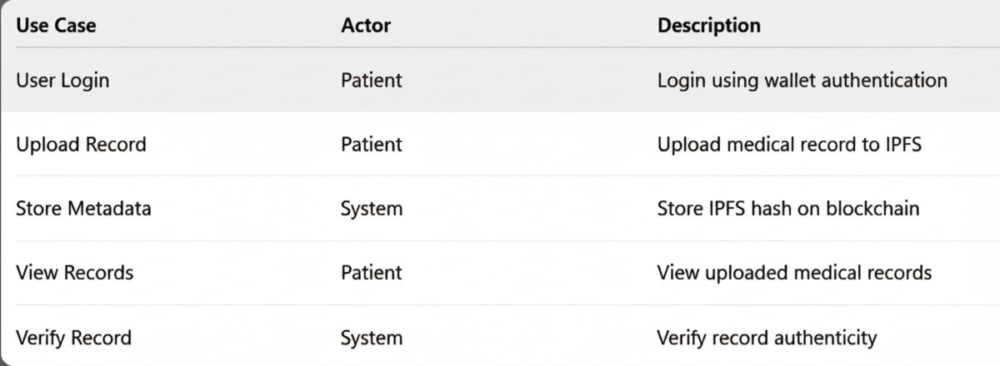 Use Case Actor Description
User Login Patient Login using wallet authentication
Upload Record Patient Upload medical record to IPFS
Store Metadata System Store IPFS hash on blockchain
View Records Patient View uploaded medical records
Verify Record System Verify record authenticity